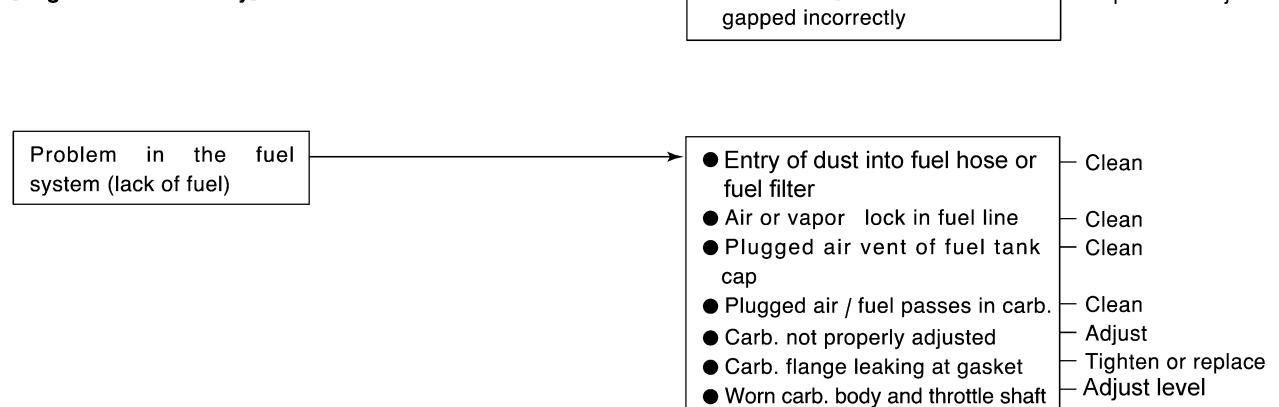 gapped incorrectly
Problem in the fuel
system (lack of fuel)
● Entry of dust into fuel hose or
fuel filter
Clean
● Air or vapor lock in fuel line
Clean
● Plugged air vent of fuel tank
cap
Clean
● Plugged air / fuel passes in carb.
Clean
● Carb. not properly adjusted
Adjust
● Carb. flange leaking at gasket
Tighten or replace
● Worn carb. body and throttle shaft
Adjust level